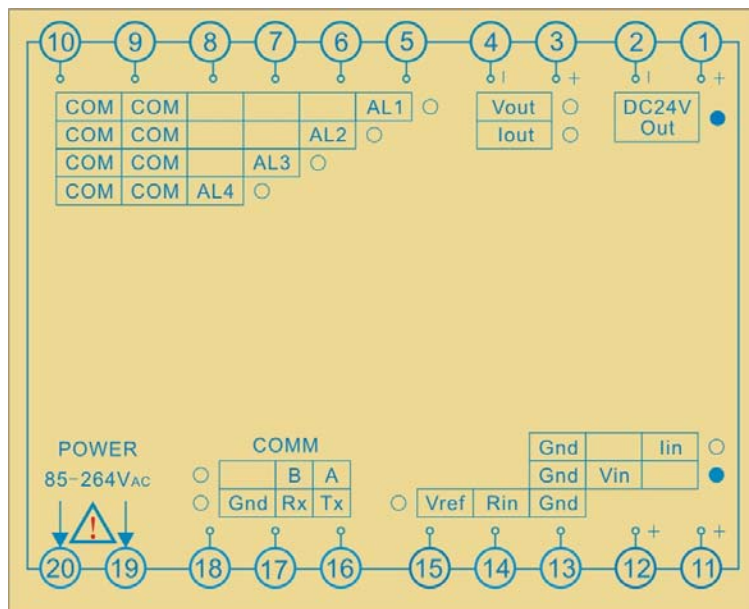 10 9 8 7 6 5 4 3 2 1
- + - +
COM COM AL1 Vout DC24V
COM COM AL2 Iout Out
COM COM AL3
COM COM AL4
POWER COMM Gnd Iin
85-264VAC B A Gnd Vin
! Gnd Rx Tx Vref Rin Gnd
+ +
20 19 18 17 16 15 14 13 12 11